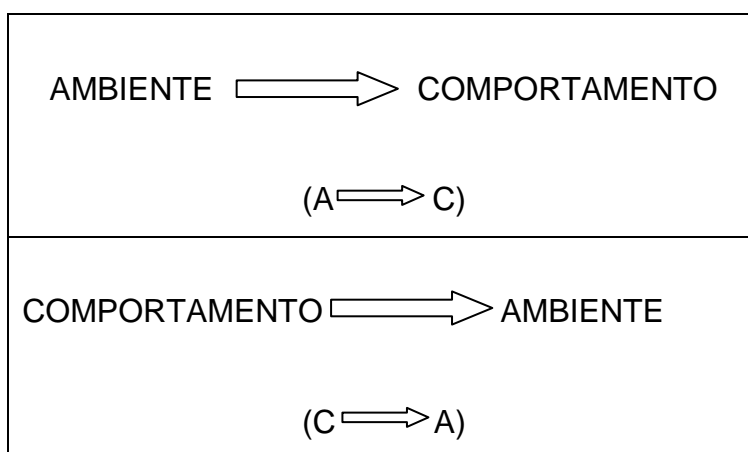 AMBIENTE COMPORTAMENTO
(A C)
COMPORTAMENTO AMBIENTE
(C A)